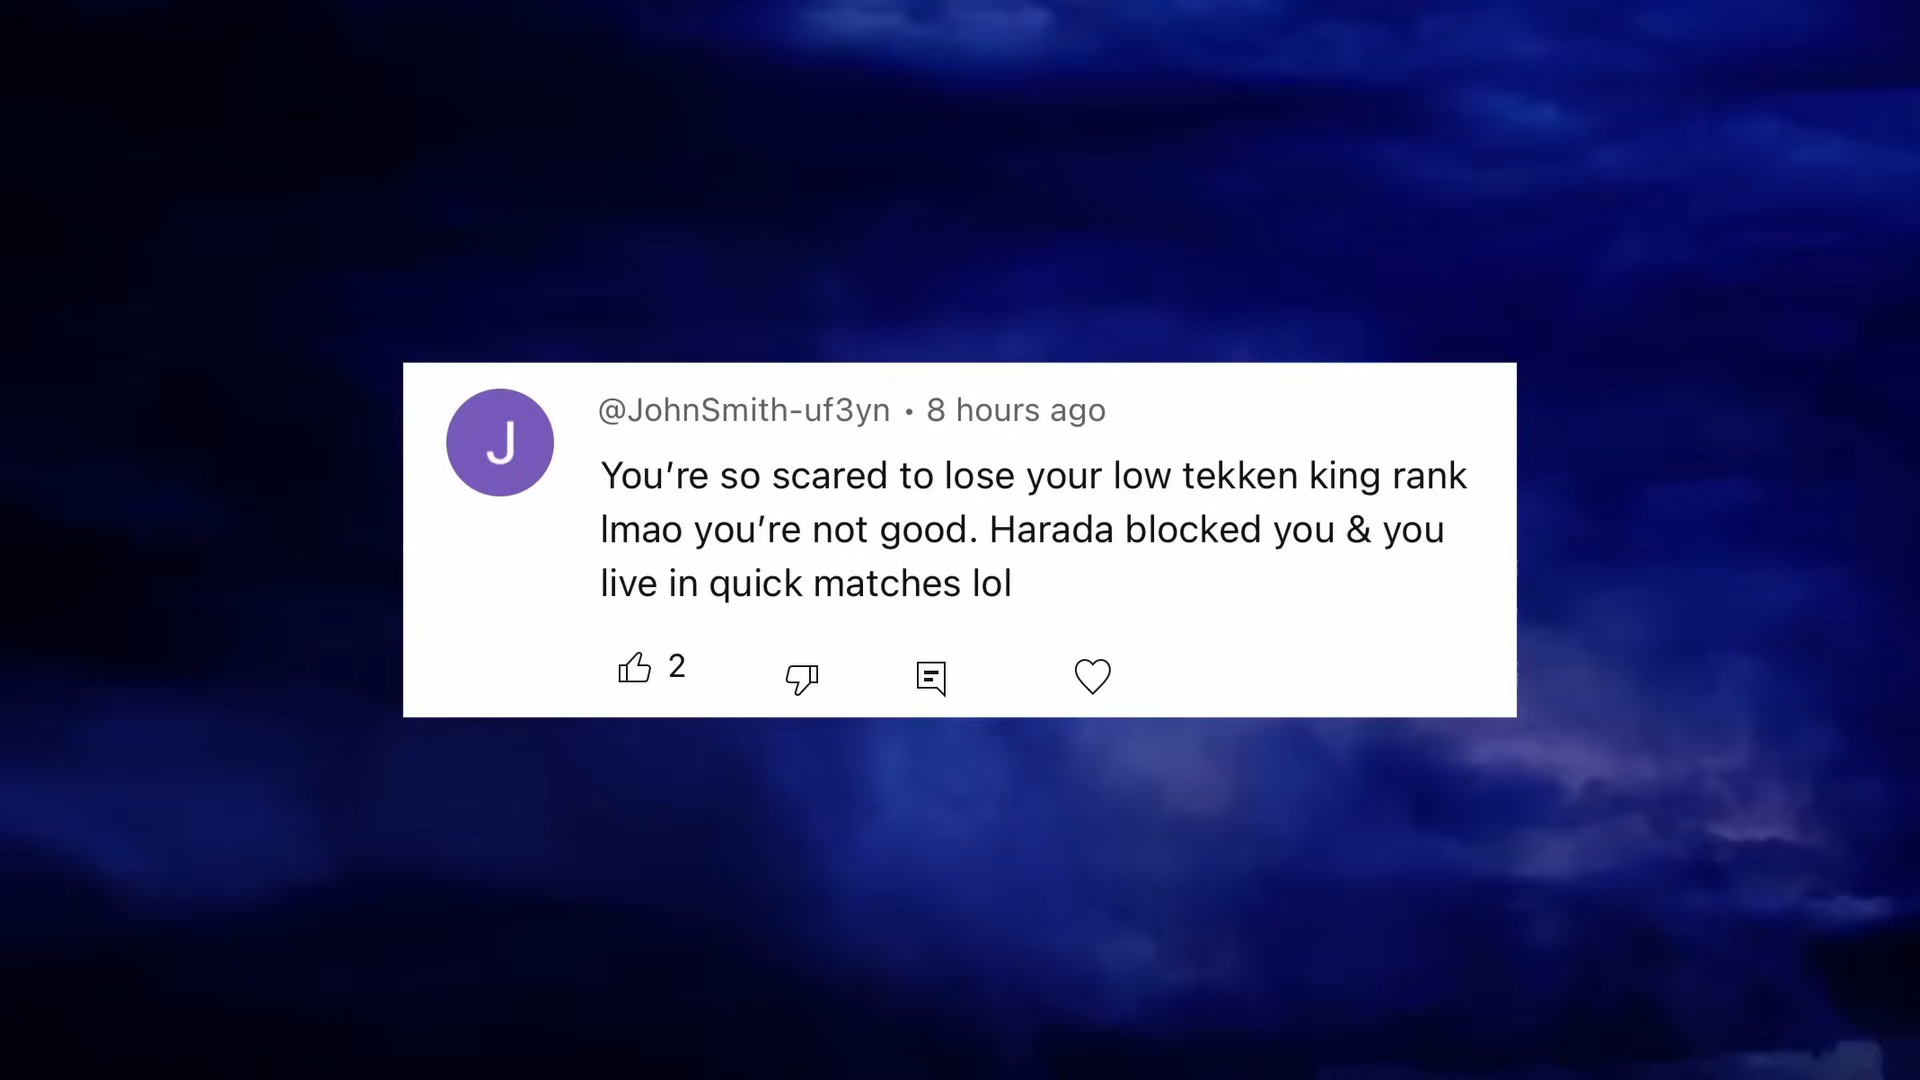 J
@JohnSmith-uf3yn • 8 hours ago
You’re so scared to lose your low tekken king rank
lmao you’re not good. Harada blocked you & you
live in quick matches lol
2